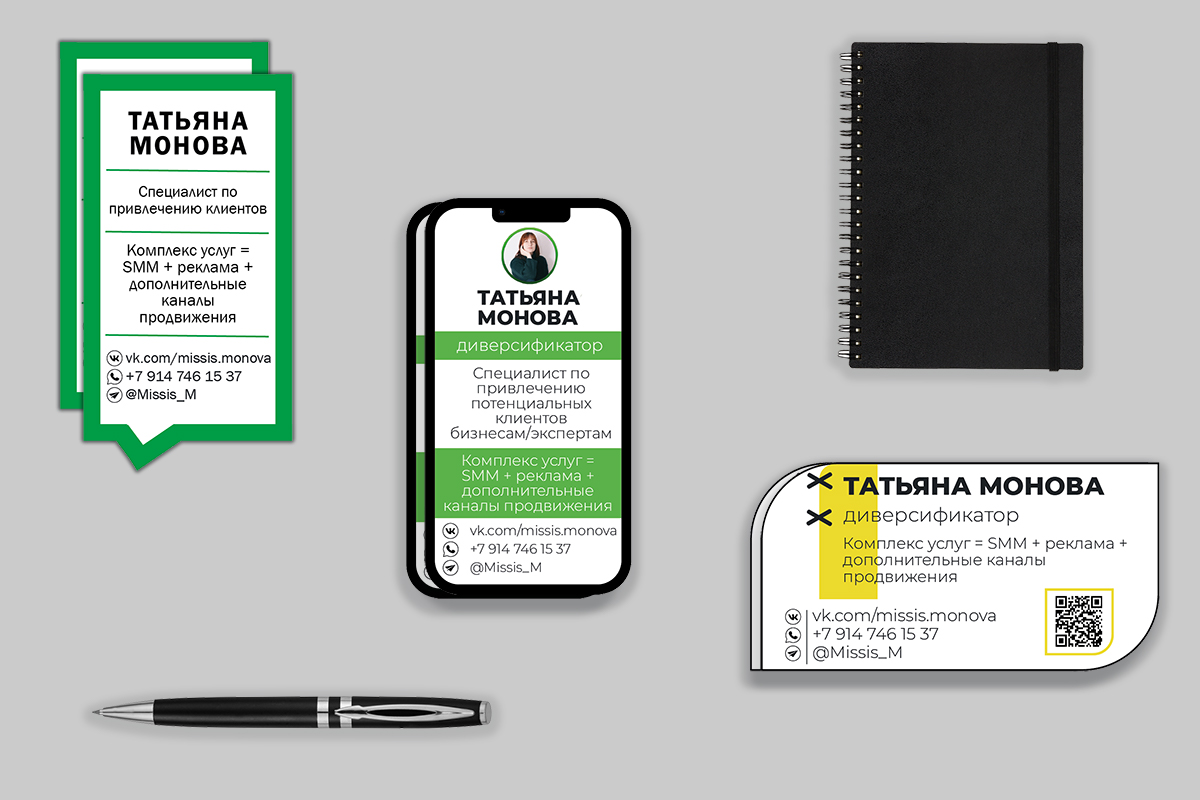 ТАТЬЯНА
МОНОВА
Специалист по
привлечению клиентов
Комплекс услуг =
SMM + реклама +
дополнительные
каналы
продвижения
vk.com/missis.monova
+7 914 746 15 37
@Missis_M
ТАТЬЯНА
МОНОВА
диверсификатор
Специалист по
привлечению
потенциальных
клиентов
бизнесам/экспертам
Комплекс услуг =
SMM + реклама +
дополнительные
каналы продвижения
vk.com/missis.monova
+7 914 746 15 37
@Missis_M
ТАТЬЯНА МОНОВА
диверсификатор
Комплекс услуг = SMM + реклама +
дополнительные каналы
продвижения
vk.com/missis.monova
+7 914 746 15 37
@Missis_M